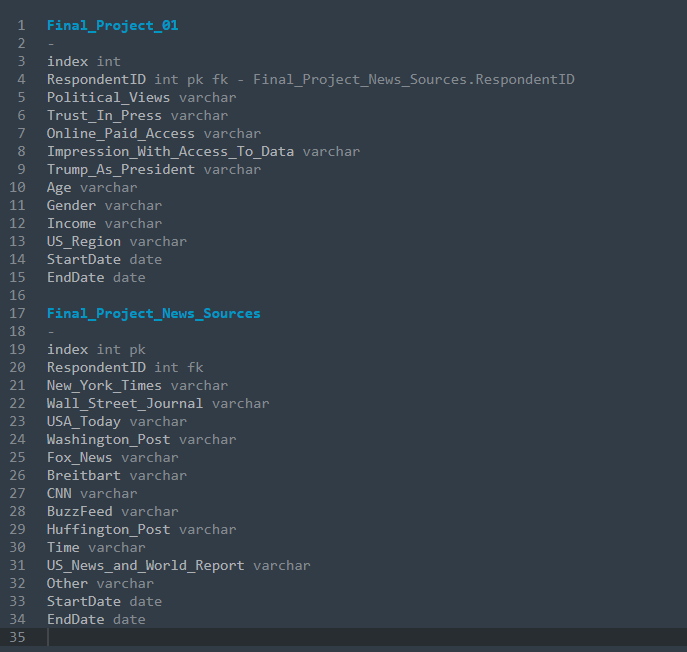 1 Final_Project_01
2 -
3 index int
4 RespondentID int pk fk - Final_Project_News_Sources.RespondentID
5 Political_Views varchar
6 Trust_In_Press varchar
7 Online_Paid_Access varchar
8 Impression_With_Access_To_Data varchar
9 Trump_As_President varchar
10 Age varchar
11 Gender varchar
12 Income varchar
13 US_Region varchar
14 StartDate date
15 EndDate date
16
17 Final_Project_News_Sources
18 -
19 index int pk
20 RespondentID int fk
21 New_York_Times varchar
22 Wall_Street_Journal varchar
23 USA_Today varchar
24 Washington_Post varchar
25 Fox_News varchar
26 Breitbart varchar
27 CNN varchar
28 BuzzFeed varchar
29 Huffington_Post varchar
30 Time varchar
31 US_News_and_World_Report varchar
32 Other varchar
33 StartDate date
34 EndDate date
35